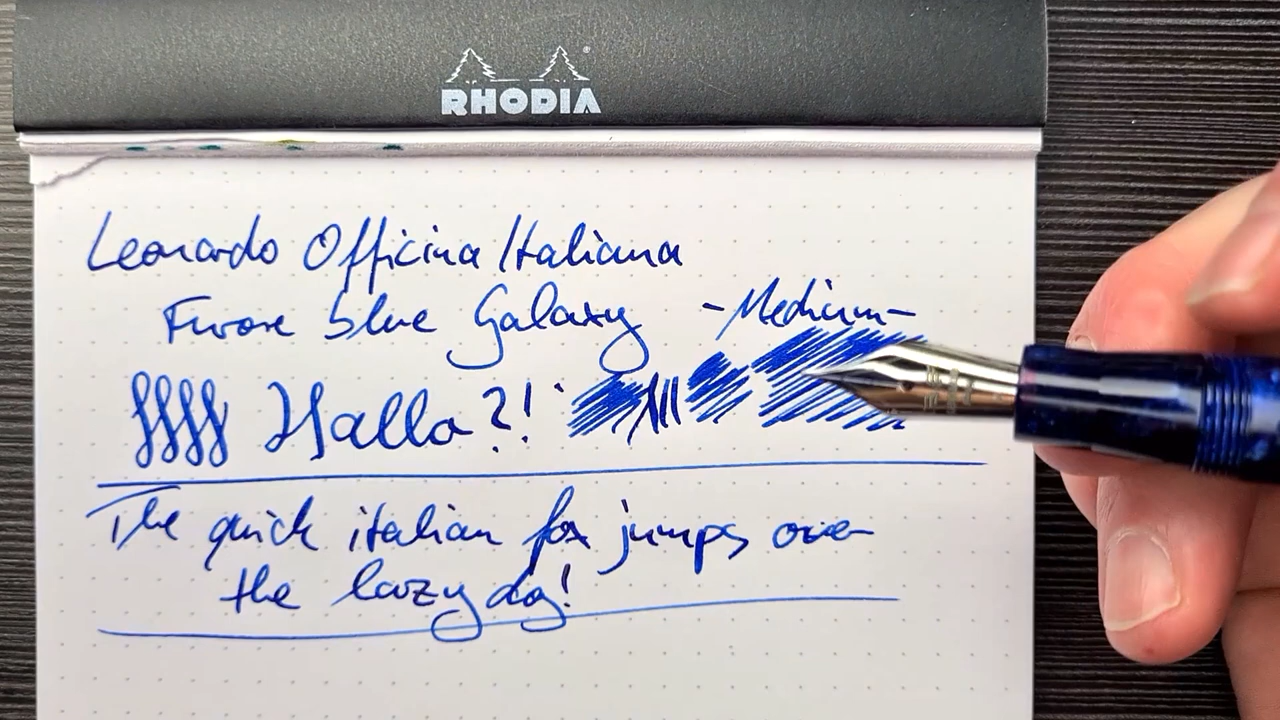 RHODIA
Leonardo Officina Italiana
Furore blue Galaxy -Medium-
Hallo?!
The quick italian fox jumps over
the lazy dog!